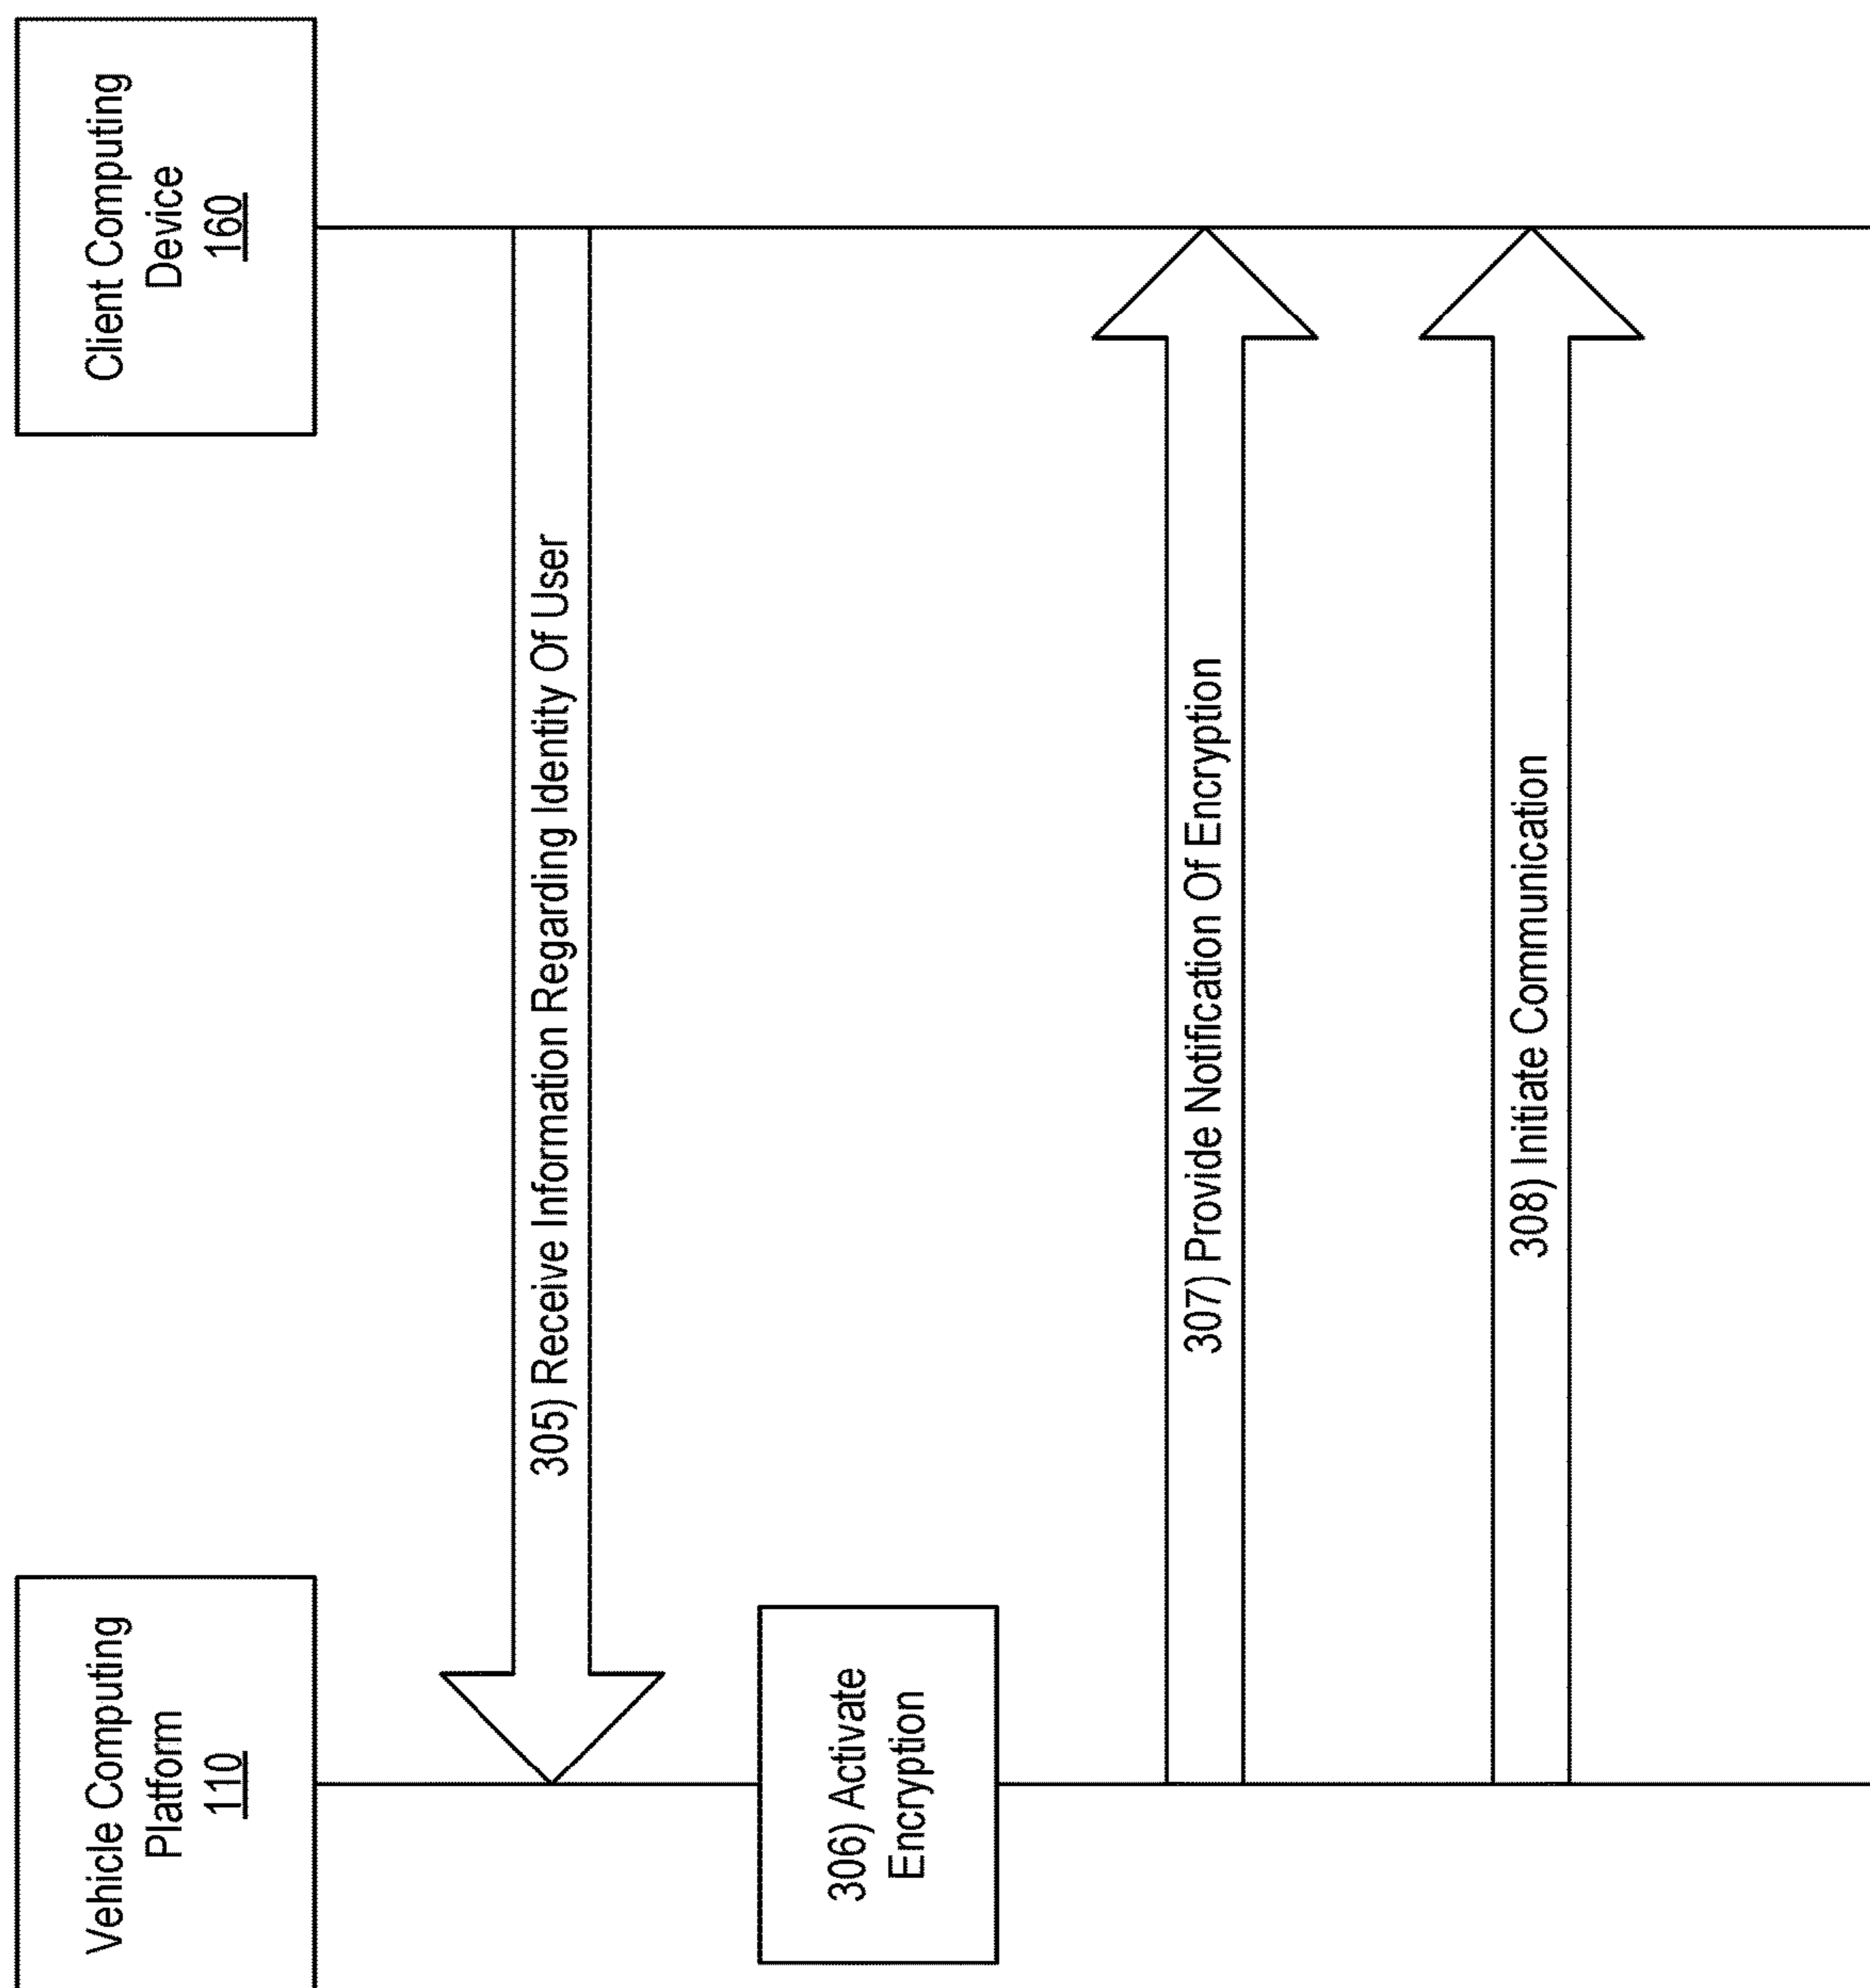 Vehicle Computing
Platform
110
Client Computing
Device
160
305) Receive Information Regarding Identity Of User
306) Activate
Encryption
307) Provide Notification Of Encryption
308) Initiate Communication